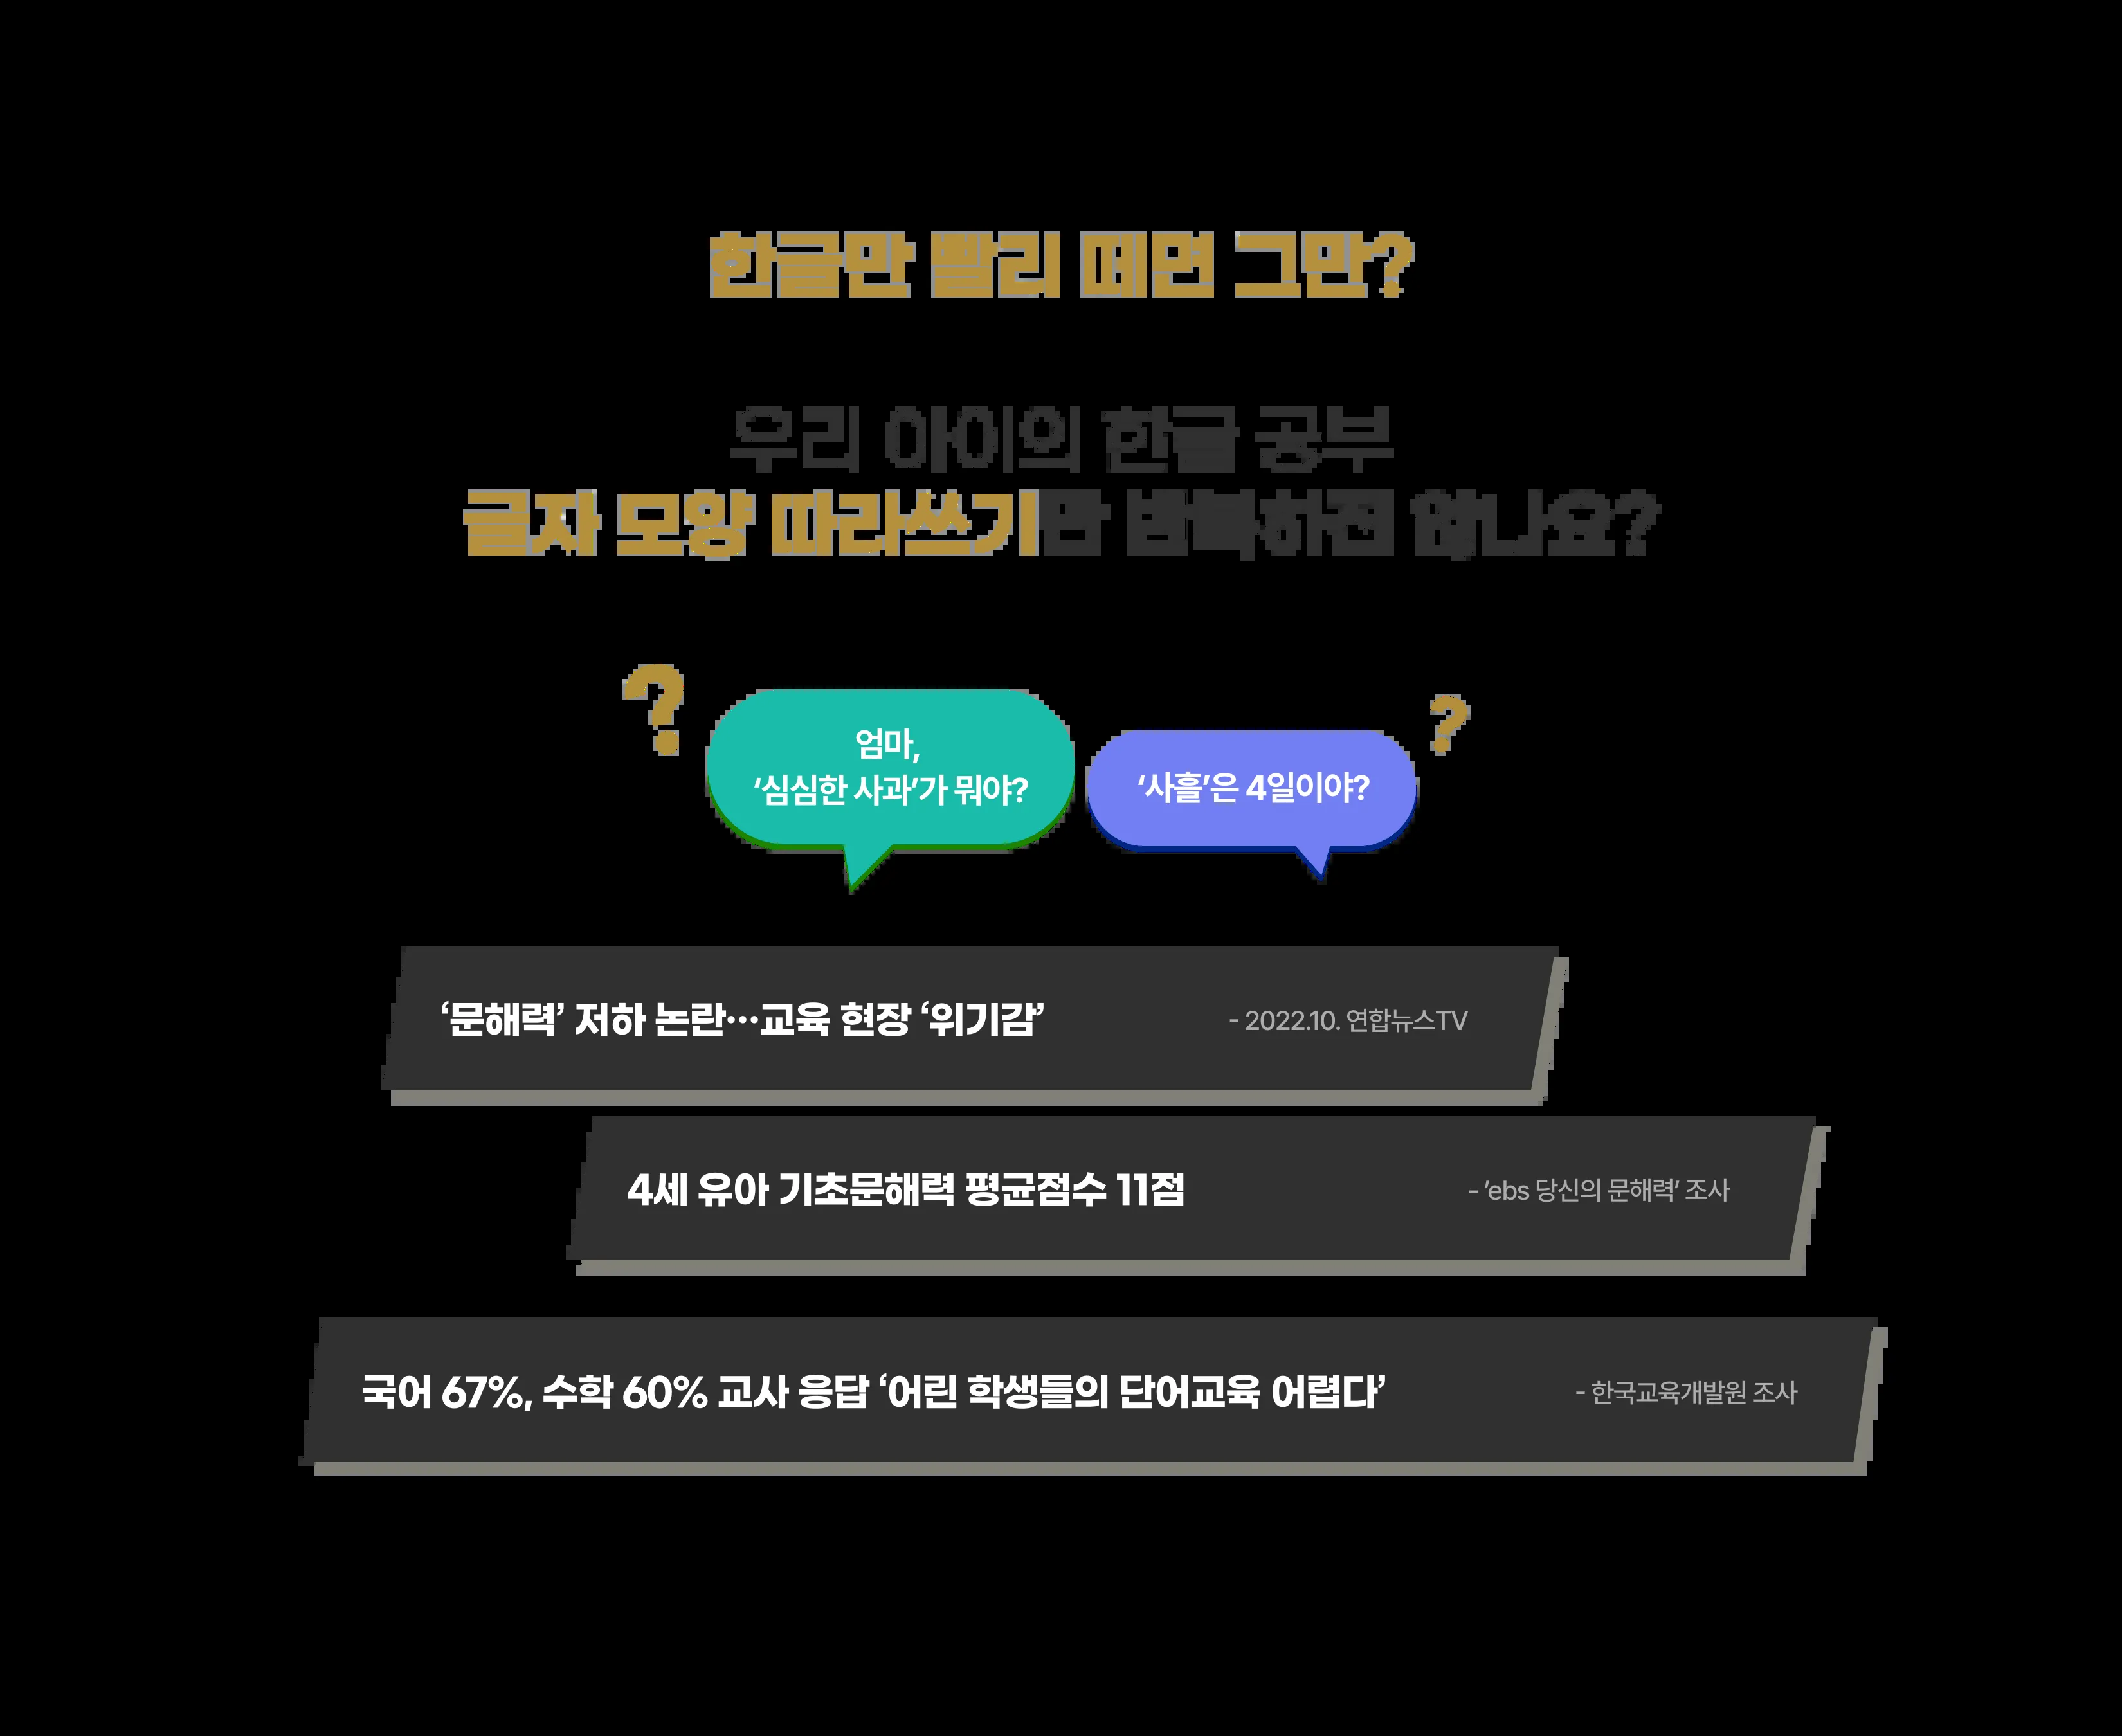 한글만 빨리 떼면 그만?
우리 아이의 한글 공부
글자 모양 따라쓰기만 반복하진 않나요?
?
?
엄마,
‘심심한 사과’가 뭐야?
‘사흘’은 4일이야?
‘문해력’ 저하 논란…교육 현장 ‘위기감’
- 2022.10. 연합뉴스TV
4세 유아 기초문해력 평균점수 11점
- ‘ebs 당신의 문해력’ 조사
국어 67%, 수학 60% 교사 응답 ‘어린 학생들의 단어교육 어렵다’
- 한국교육개발원 조사